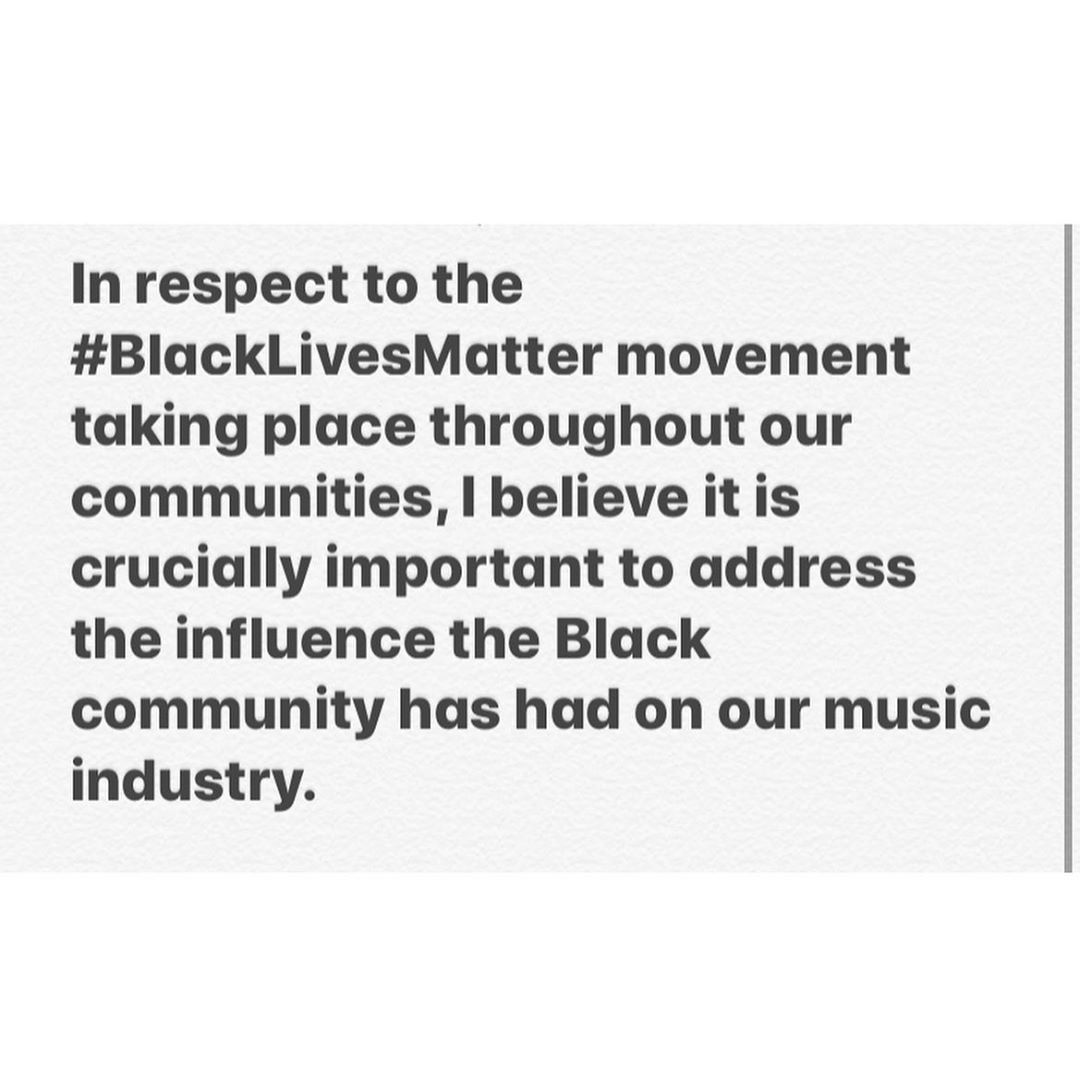 In respect to the
#BlackLivesMatter movement
taking place throughout our
communities, I believe it is
crucially important to address
the influence the Black
community has had on our music
industry.